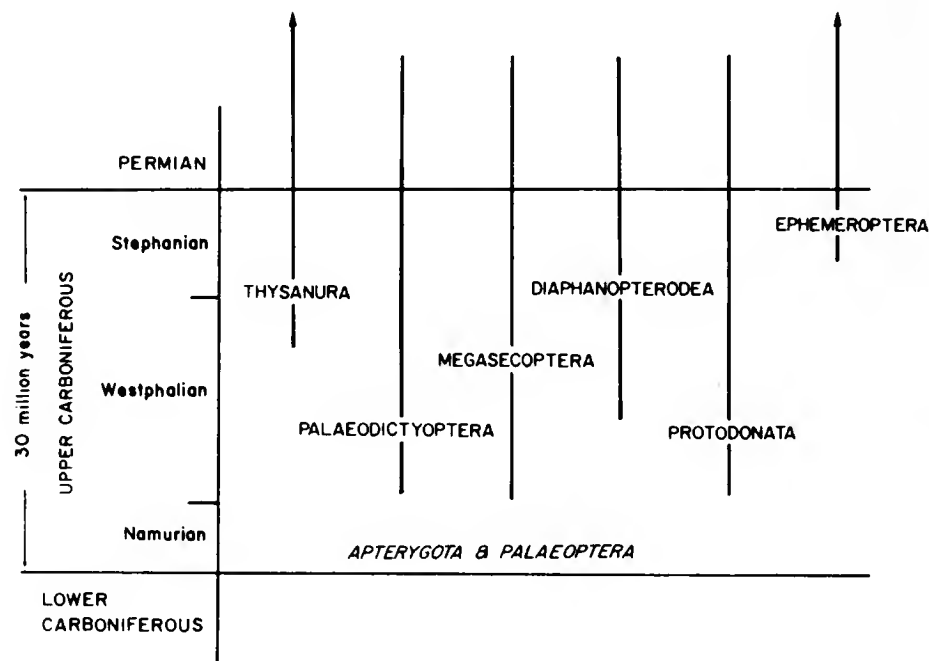 PERMIAN
Stephanian
EPHEMEROPTERA
THYSANURA
DIAPHANOPTERODEA
30 million years
UPPER CARBONIFEROUS
MEGASECOPTERA
Westphalian
PALAEODICTYOPTERA
PROTODONATA
Namurian
APTERYGOTA & PALAEOPTERA
LOWER
CARBONIFEROUS